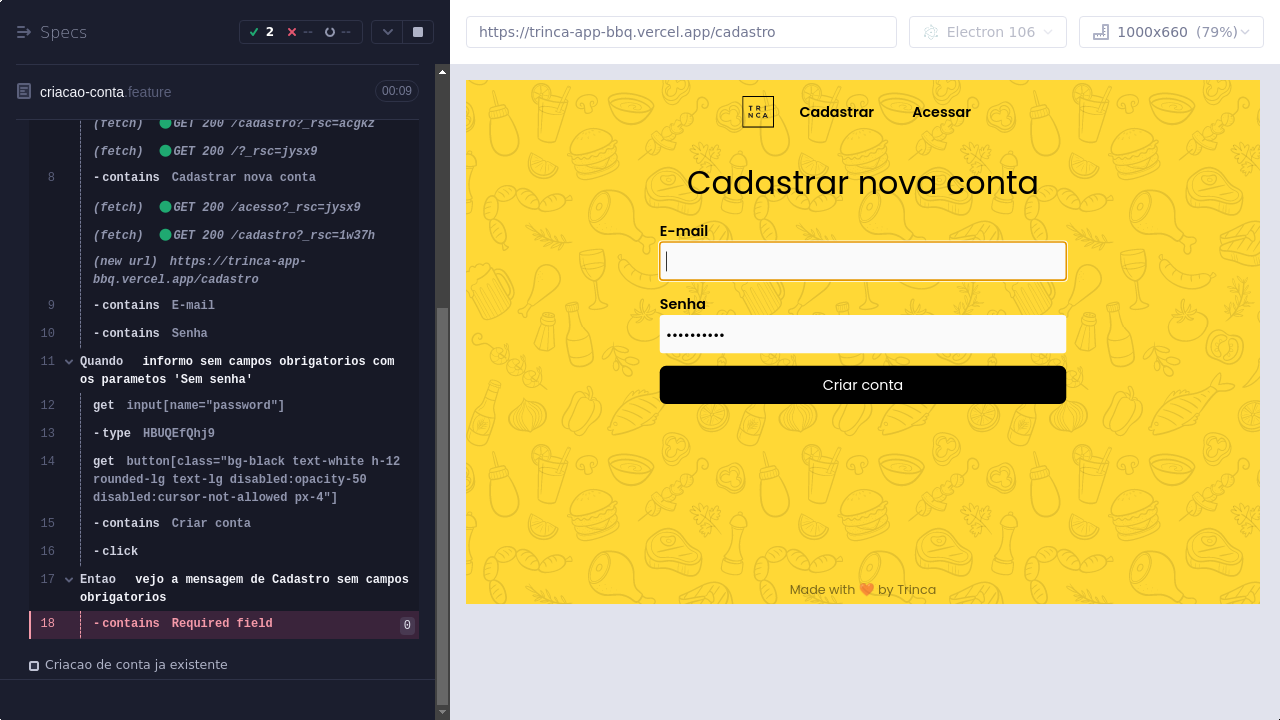 Specs
2
--
--
https://trinca-app-bbq.vercel.app/cadastro
Electron 106
1000x660 (79%)
criacao-conta.feature
00:09
(fetch) GET 200 /cadastro?_rsc=acgkz
(fetch) GET 200 /?_rsc=jysx9
8 -contains Cadastrar nova conta
(fetch) GET 200 /acesso?_rsc=jysx9
(fetch) GET 200 /cadastro?_rsc=1w37h
(new url) https://trinca-app-
bbq.vercel.app/cadastro
9 -contains E-mail
10 -contains Senha
11 Quando informo sem campos obrigatorios com
os parametos 'Sem senha'
12 get input[name="password"]
13 -type HBUQEfQhj9
14 get button[class="bg-black text-white h-12
rounded-lg text-lg disabled:opacity-50
disabled:cursor-not-allowed px-4"]
15 -contains Criar conta
16 -click
17 Entao vejo a mensagem de Cadastro sem campos
obrigatorios
18 -contains Required field 0
Criacao de conta ja existente
TRI
NCA
Cadastrar
Acessar
Cadastrar nova conta
E-mail
Senha
••••••••••
Criar conta
Made with 🧡 by Trinca